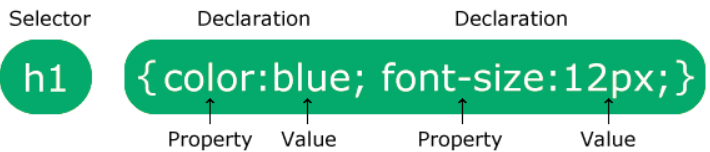 Selector Declaration Declaration
h1 {color:blue; font-size:12px;}
Property Value Property Value